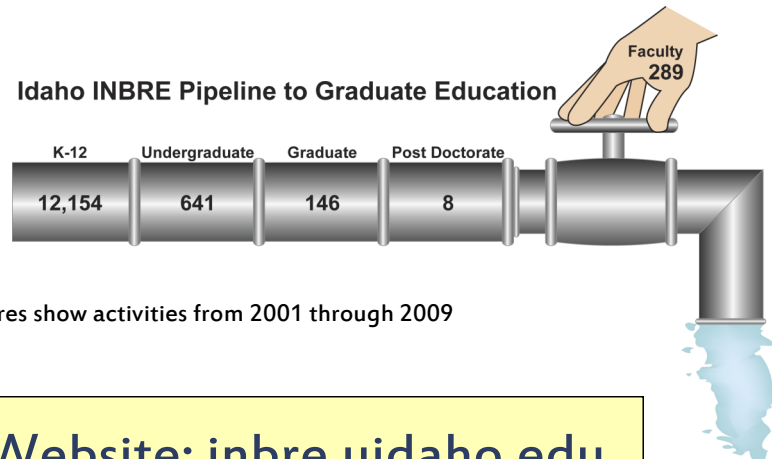 Faculty
289
Idaho INBRE Pipeline to Graduate Education
K-12 Undergraduate Graduate Post Doctorate
12,154 641 146 8
show activities from 2001 through 2009
Website: inbre.uidaho.edu